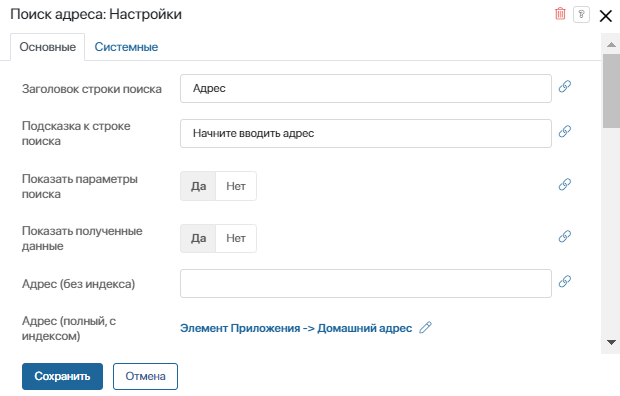 Поиск адреса: Настройки
?
Основные Системные
Заголовок строки поиска Адрес
Подсказка к строке
поиска
Начните вводить адрес
Показать параметры
поиска
Да Нет
Показать полученные
данные
Да Нет
Адрес (без индекса)
Адрес (полный, с
индексом)
Элемент Приложения -> Домашний адрес
Сохранить Отмена